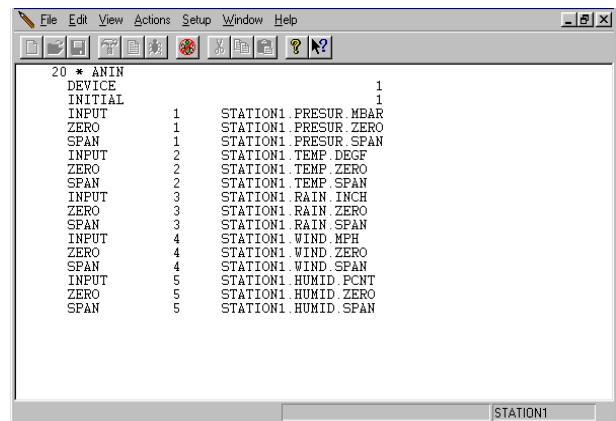 File Edit View Actions Setup Window Help
20 * ANIN
DEVICE 1
INITIAL 1
INPUT 1 STATION1.PRESUR.MBAR
ZERO 1 STATION1.PRESUR.ZERO
SPAN 1 STATION1.PRESUR.SPAN
INPUT 2 STATION1.TEMP.DEGF
ZERO 2 STATION1.TEMP.ZERO
SPAN 2 STATION1.TEMP.SPAN
INPUT 3 STATION1.RAIN.INCH
ZERO 3 STATION1.RAIN.ZERO
SPAN 3 STATION1.RAIN.SPAN
INPUT 4 STATION1.WIND.MPH
ZERO 4 STATION1.WIND.ZERO
SPAN 4 STATION1.WIND.SPAN
INPUT 5 STATION1.HUMID.PCNT
ZERO 5 STATION1.HUMID.ZERO
SPAN 5 STATION1.HUMID.SPAN
STATION1